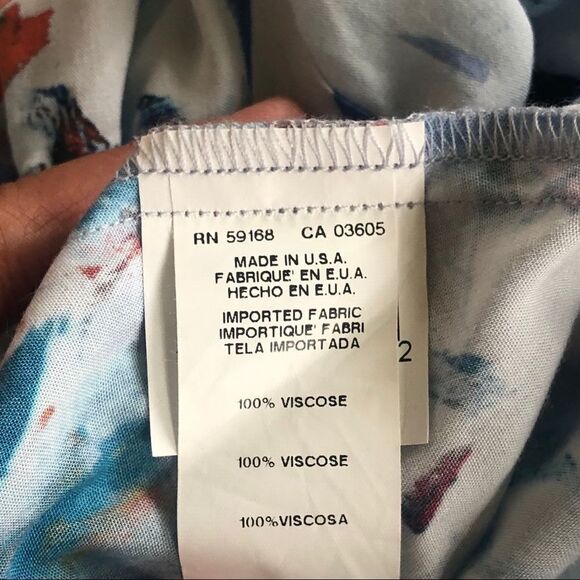 RN 59168 CA 03605
MADE IN U.S.A.
FABRIQUE' EN E.U.A.
HECHO EN E.U.A.
IMPORTED FABRIC
IMPORTIQUE' FABRI
TELA IMPORTADA
2
100% VISCOSE
100% VISCOSE
100%VISCOSA